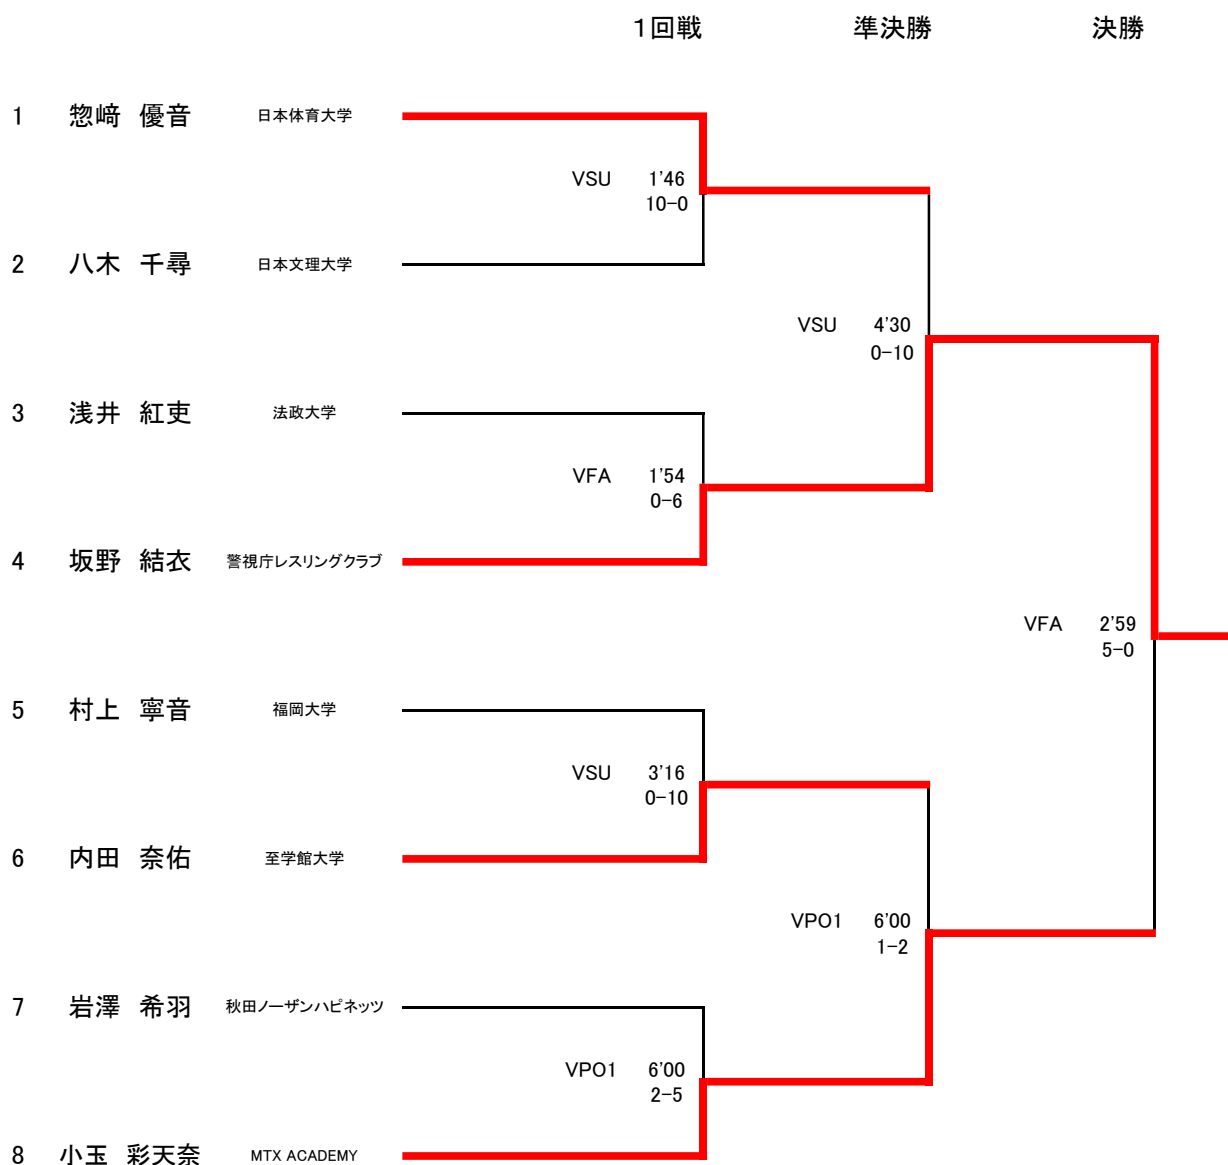 1回戦 準決勝 決勝
1 惣﨑 優音 日本体育大学
VSU 1'46
10-0
2 八木 千尋 日本文理大学
VSU 4'30
0-10
3 浅井 紅吏 法政大学
VFA 1'54
0-6
4 坂野 結衣 警視庁レスリングクラブ
VFA 2'59
5-0
5 村上 寧音 福岡大学
VSU 3'16
0-10
6 内田 奈佑 至学館大学
VPO1 6'00
1-2
7 岩澤 希羽 秋田ノーザンハピネッツ
VPO1 6'00
2-5
8 小玉 彩天奈 MTX ACADEMY